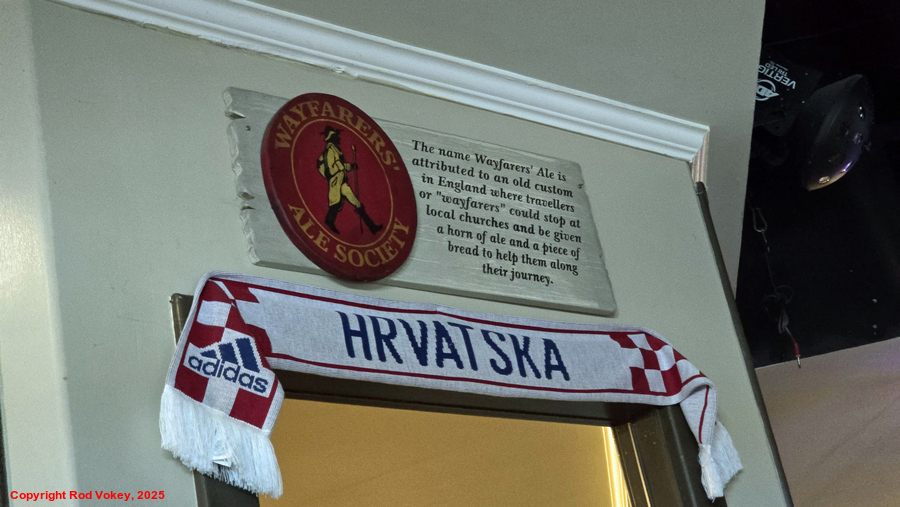 WAYFARERS'
ALE SOCIETY
The name Wayfarers' Ale is
attributed to an old custom
in England where travellers
or "wayfarers" could stop at
local churches and be given
a horn of ale and a piece of
bread to help them along
their journey.
HRVATSKA
adidas
VERTIGO
Copyright Rod Vokey, 2025